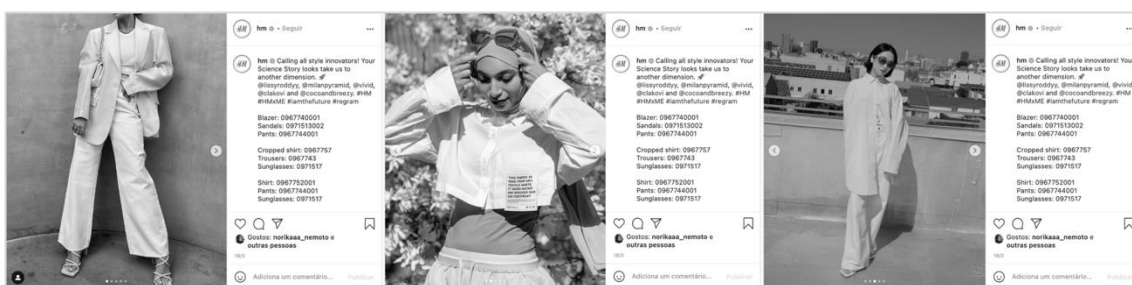 HM
hm • Seguir
hm Calling all style innovators! Your
Science Story looks take us to
another dimension. 🚀
@lissyroddyy, @milanpyramid, @vivid,
@clakovi and @cocoandbreezy. #HM
#HMxME #iamthefuture #regram
Blazer: 0967740001
Sandals: 0971513002
Pants: 0967744001
Cropped shirt: 0967757
Trousers: 0967743
Sunglasses: 0971517
Shirt: 0967752001
Pants: 0967744001
Sunglasses: 0971517
Gostos: norikaaa_nemoto e
outras pessoas
Adiciona um comentário... Publicar
HM
hm • Seguir
hm Calling all style innovators! Your
Science Story looks take us to
another dimension. 🚀
@lissyroddyy, @milanpyramid, @vivid,
@clakovi and @cocoandbreezy. #HM
#HMxME #iamthefuture #regram
Blazer: 0967740001
Sandals: 0971513002
Pants: 0967744001
Cropped shirt: 0967757
Trousers: 0967743
Sunglasses: 0971517
Shirt: 0967752001
Pants: 0967744001
Sunglasses: 0971517
Gostos: norikaaa_nemoto e
outras pessoas
Adiciona um comentário... Publicar
HM
hm • Seguir
hm Calling all style innovators! Your
Science Story looks take us to
another dimension. 🚀
@lissyroddyy, @milanpyramid, @vivid,
@clakovi and @cocoandbreezy. #HM
#HMxME #iamthefuture #regram
Blazer: 0967740001
Sandals: 0971513002
Pants: 0967744001
Cropped shirt: 0967757
Trousers: 0967743
Sunglasses: 0971517
Shirt: 0967752001
Pants: 0967744001
Sunglasses: 0971517
Gostos: norikaaa_nemoto e
outras pessoas
Adiciona um comentário... Publicar